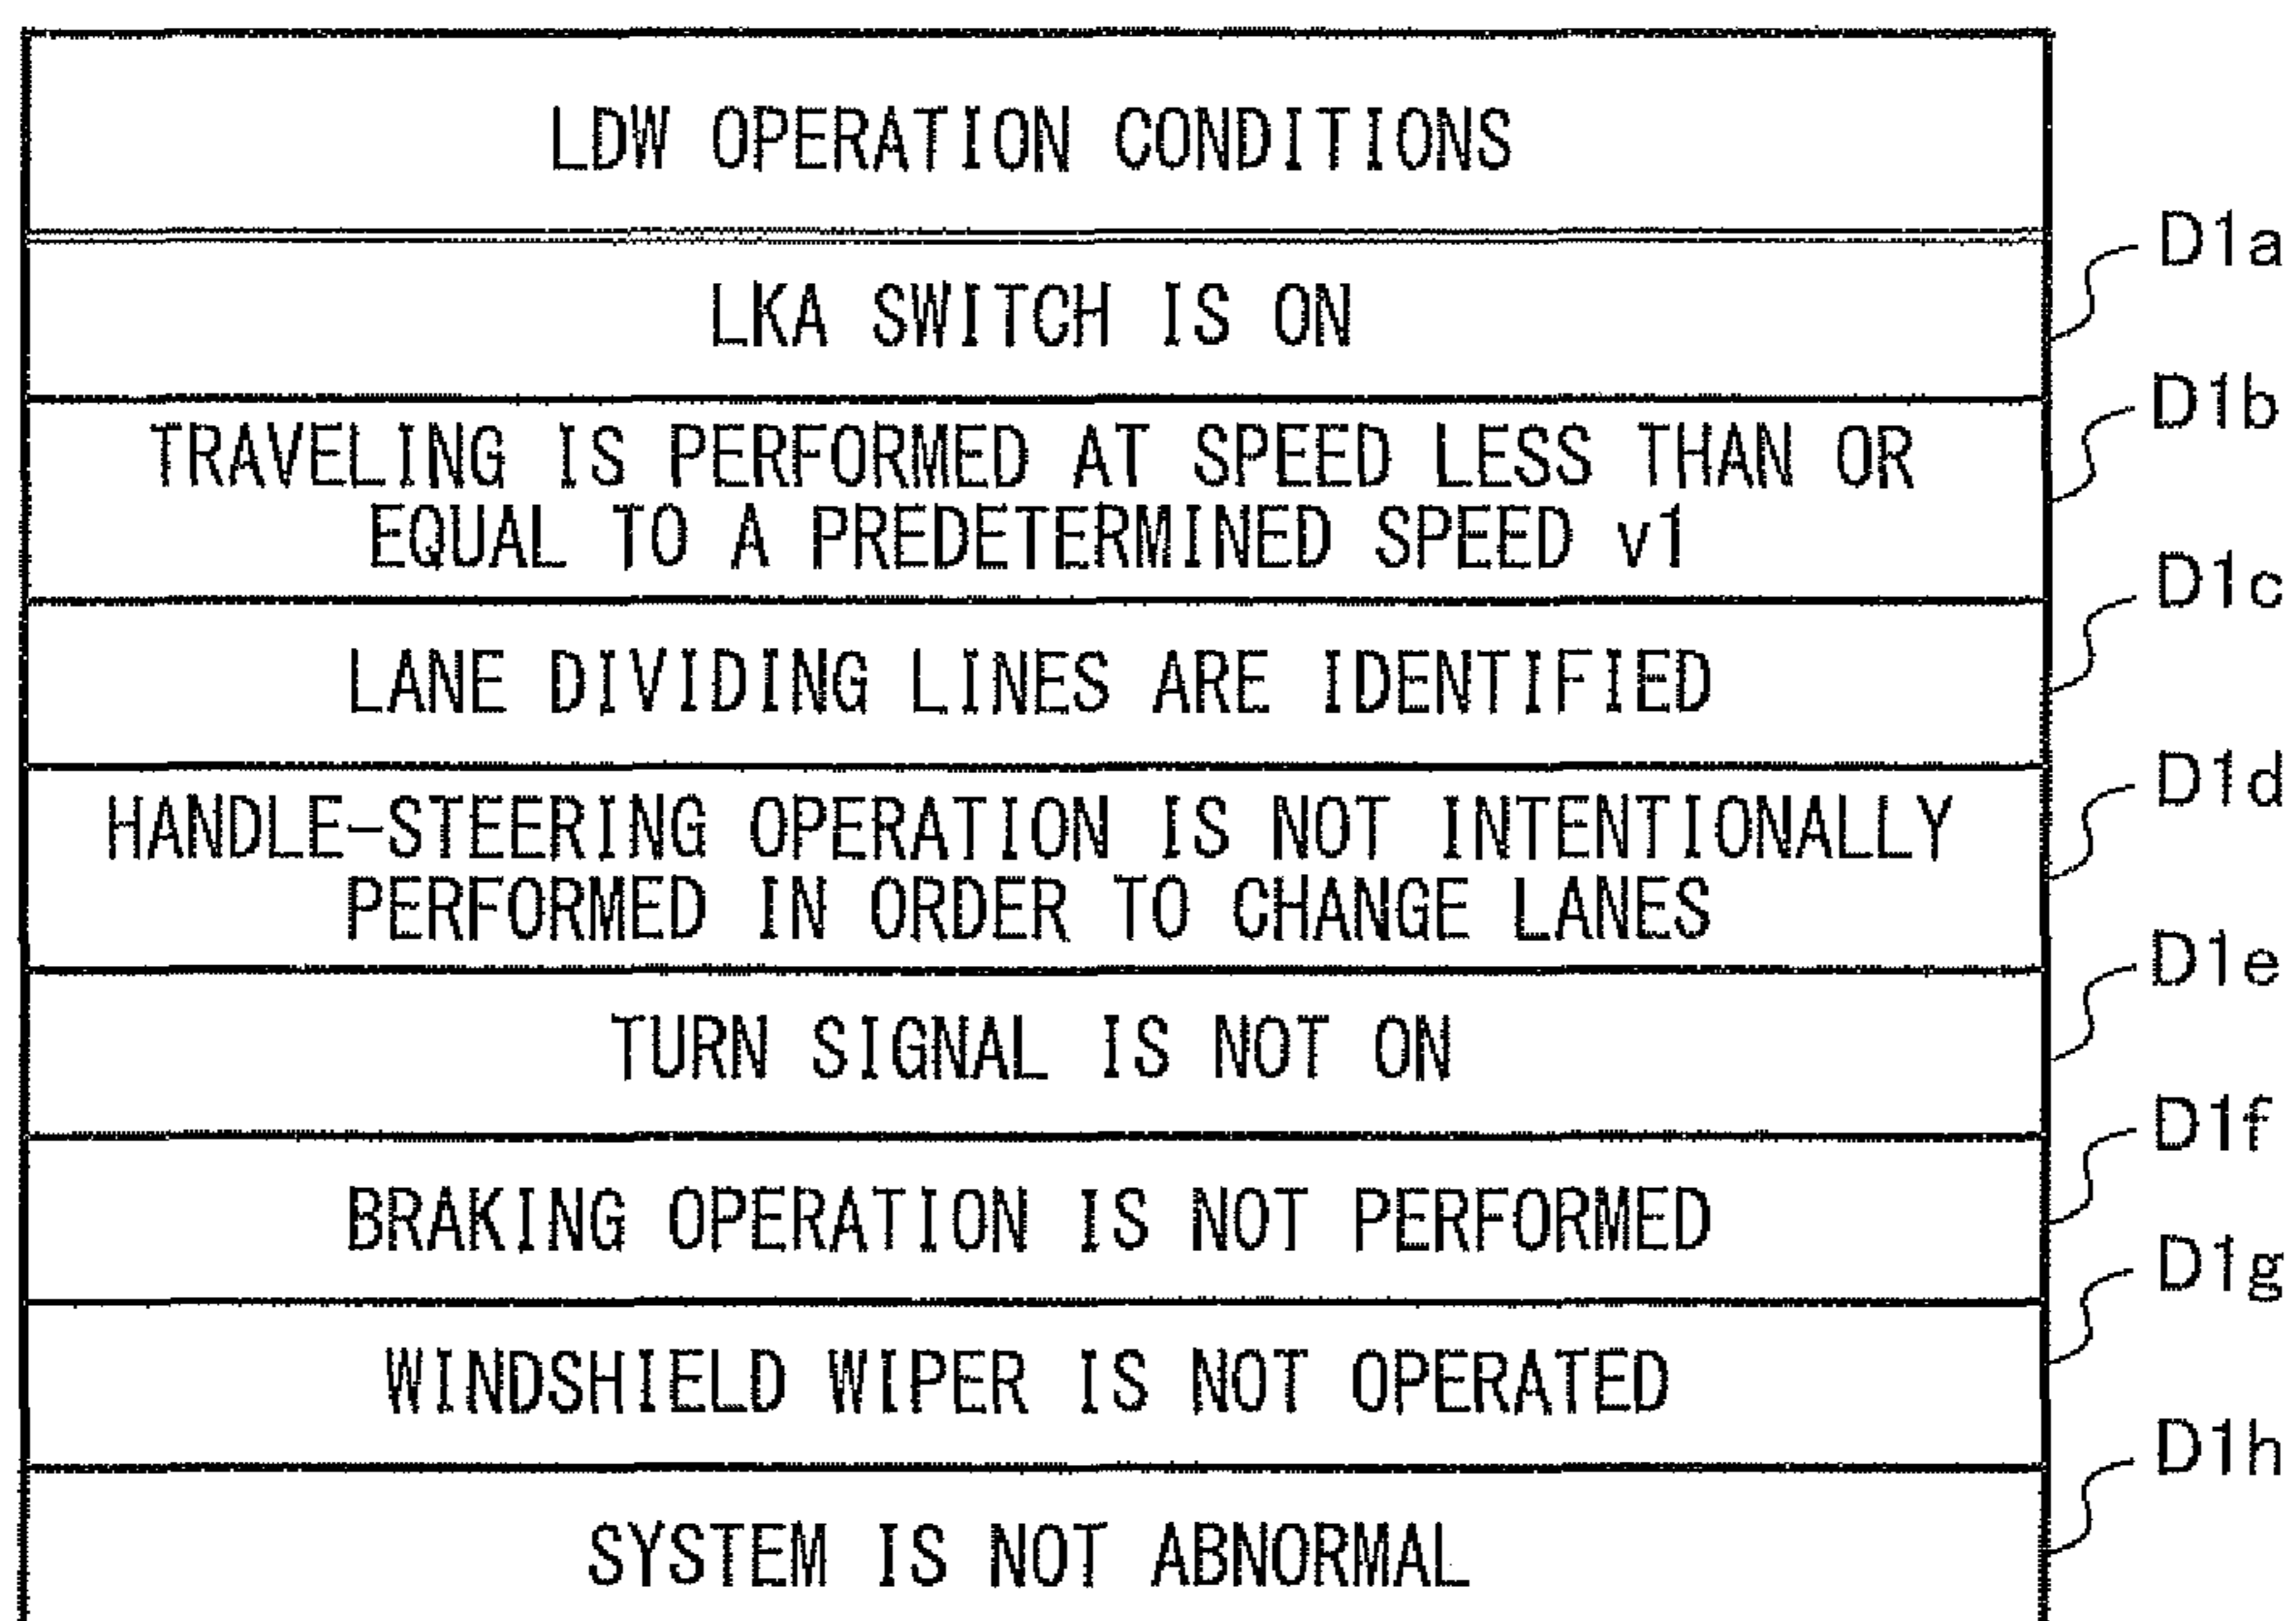 LDW OPERATION CONDITIONS
D1a
LKA SWITCH IS ON
D1b
TRAVELING IS PERFORMED AT SPEED LESS THAN OR
EQUAL TO A PREDETERMINED SPEED v1
D1c
LANE DIVIDING LINES ARE IDENTIFIED
D1d
HANDLE-STEERING OPERATION IS NOT INTENTIONALLY
PERFORMED IN ORDER TO CHANGE LANES
D1e
TURN SIGNAL IS NOT ON
D1f
BRAKING OPERATION IS NOT PERFORMED
D1g
WINDSHIELD WIPER IS NOT OPERATED
D1h
SYSTEM IS NOT ABNORMAL